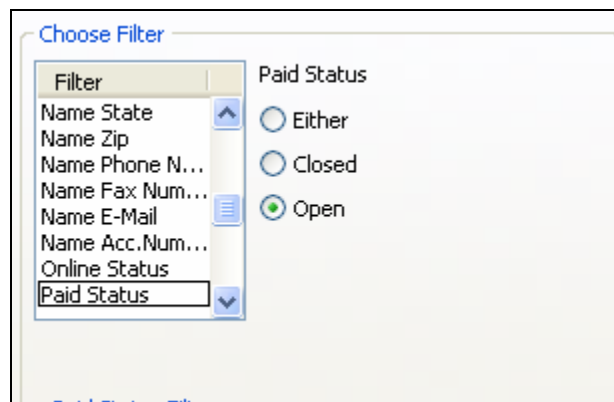 Choose Filter
Filter
Name State
Name Zip
Name Phone N...
Name Fax Num...
Name E-Mail
Name Acc.Num...
Online Status
Paid Status
Paid Status
Either
Closed
Open